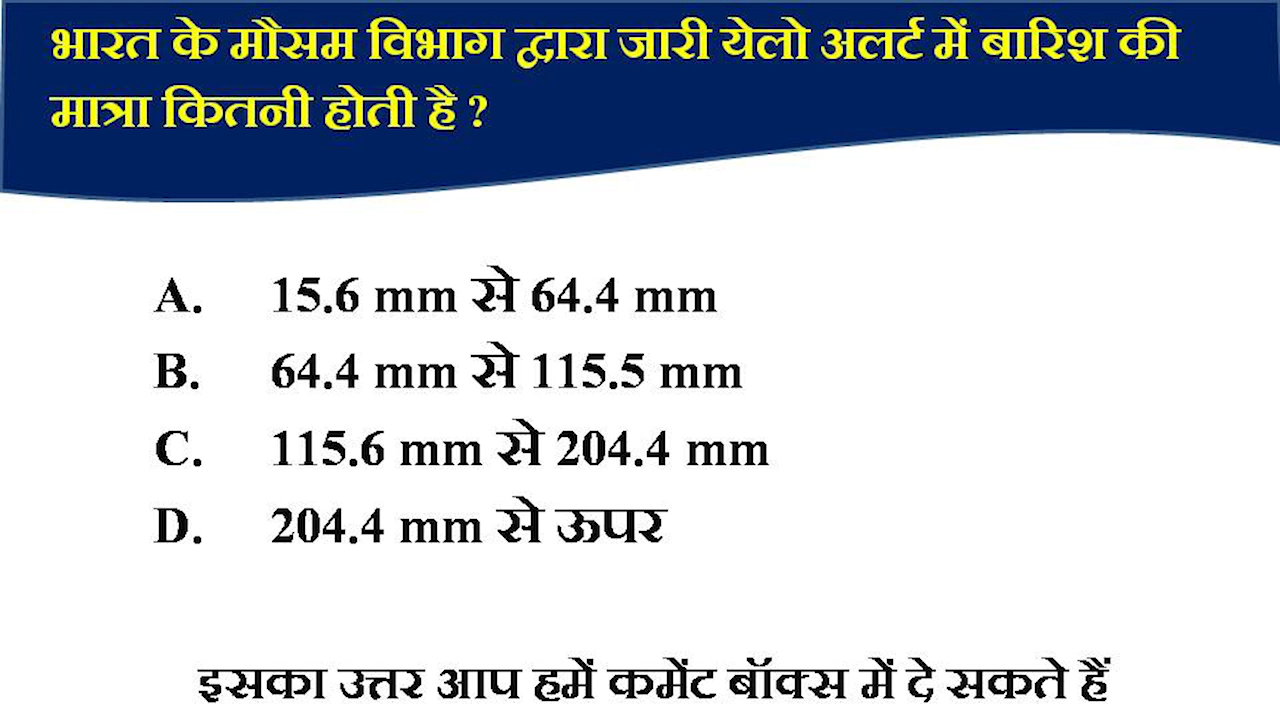 भारत के मौसम विभाग द्वारा जारी येलो अलर्ट में बारिश की
मात्रा कितनी होती है ?
A. 15.6 mm से 64.4 mm
B. 64.4 mm से 115.5 mm
C. 115.6 mm से 204.4 mm
D. 204.4 mm से ऊपर
इसका उत्तर आप हमें कमेंट बॉक्स में दे सकते हैं